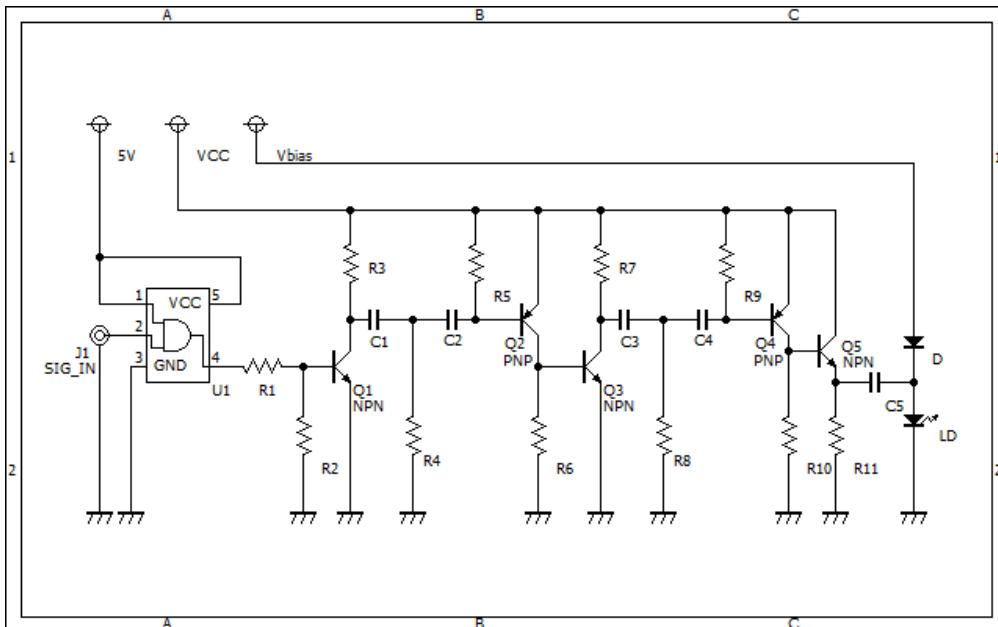 A B C
1 1
5V VCC Vbias
R3 R7
1 VCC 5
R5 R9
2
C1 C2 Q2 PNP C3 C4 Q4 PNP Q5 NPN D
J1
SIG_IN
3 GND 4
U1 R1 Q1 NPN Q3 NPN C5
LD
2 R2 R4 R6 R8 R10 R11 2
A B C